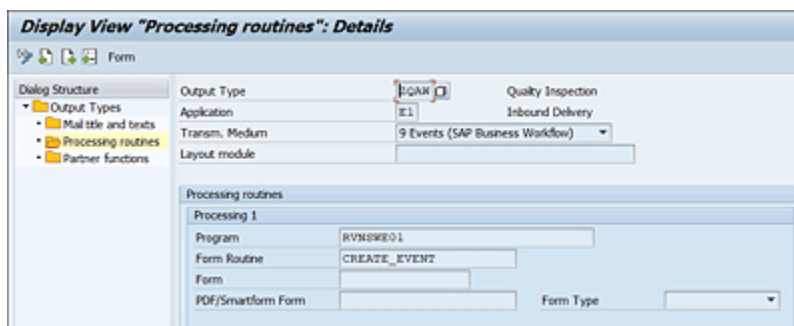 Display View "Processing routines": Details
Form
Dialog Structure
Output Types
Mail title and texts
Processing routines
Partner functions
Output Type Quality Inspection
Application E1 Inbound Delivery
Transm. Medium 9 Events (SAP Business Workflow)
Layout module
Processing routines
Processing 1
Program RVNSWE01
Form Routine CREATE_EVENT
Form
PDF/Smartform Form Form Type